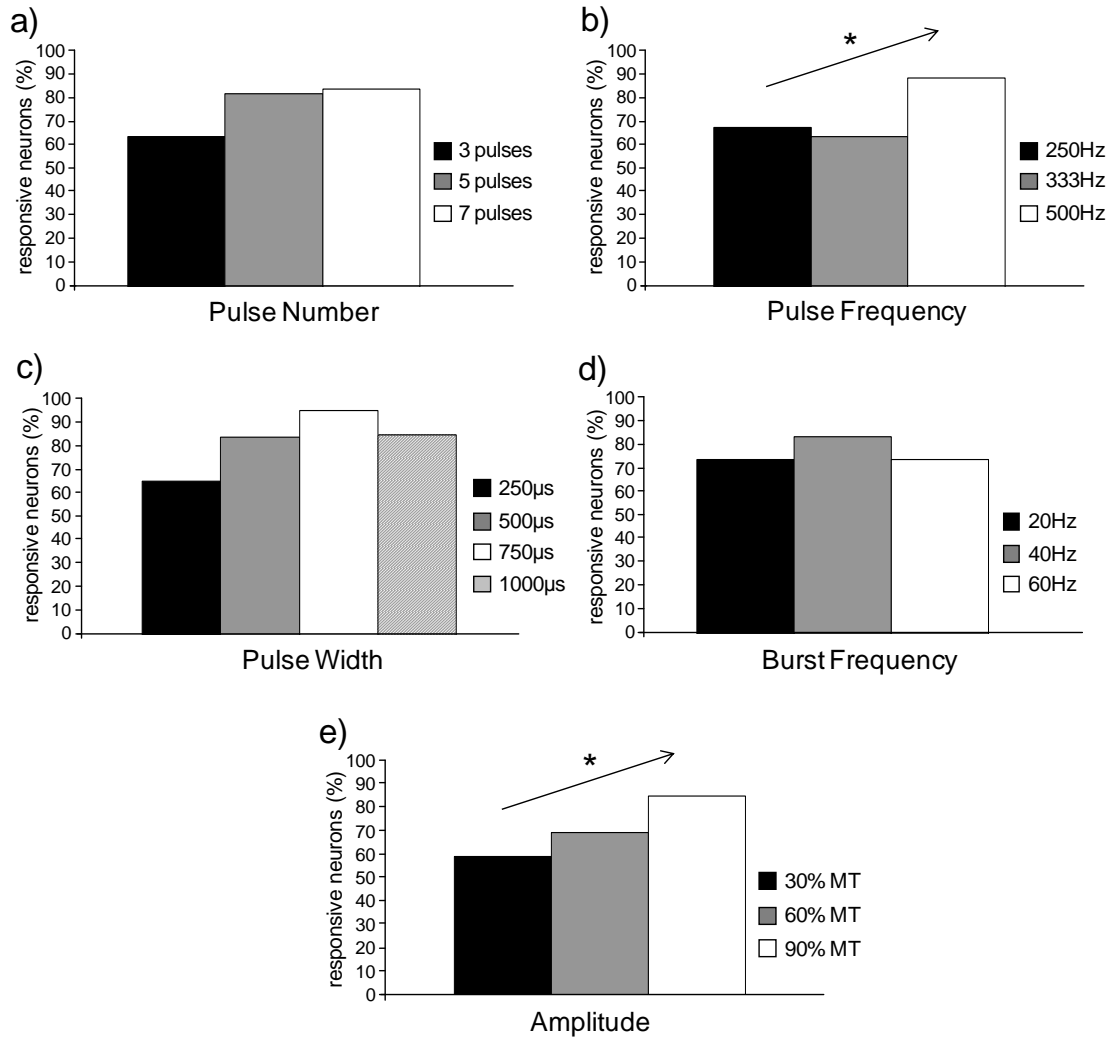 a)
responsive neurons (%)
100
90
80
70
60
50
40
30
20
10
0
3 pulses
5 pulses
7 pulses
Pulse Number
b)
*
responsive neurons (%)
100
90
80
70
60
50
40
30
20
10
0
250Hz
333Hz
500Hz
Pulse Frequency
c)
responsive neurons (%)
100
90
80
70
60
50
40
30
20
10
0
250µs
500µs
750µs
1000µs
Pulse Width
d)
responsive neurons (%)
100
90
80
70
60
50
40
30
20
10
0
20Hz
40Hz
60Hz
Burst Frequency
e)
*
responsive neurons (%)
100
90
80
70
60
50
40
30
20
10
0
30% MT
60% MT
90% MT
Amplitude